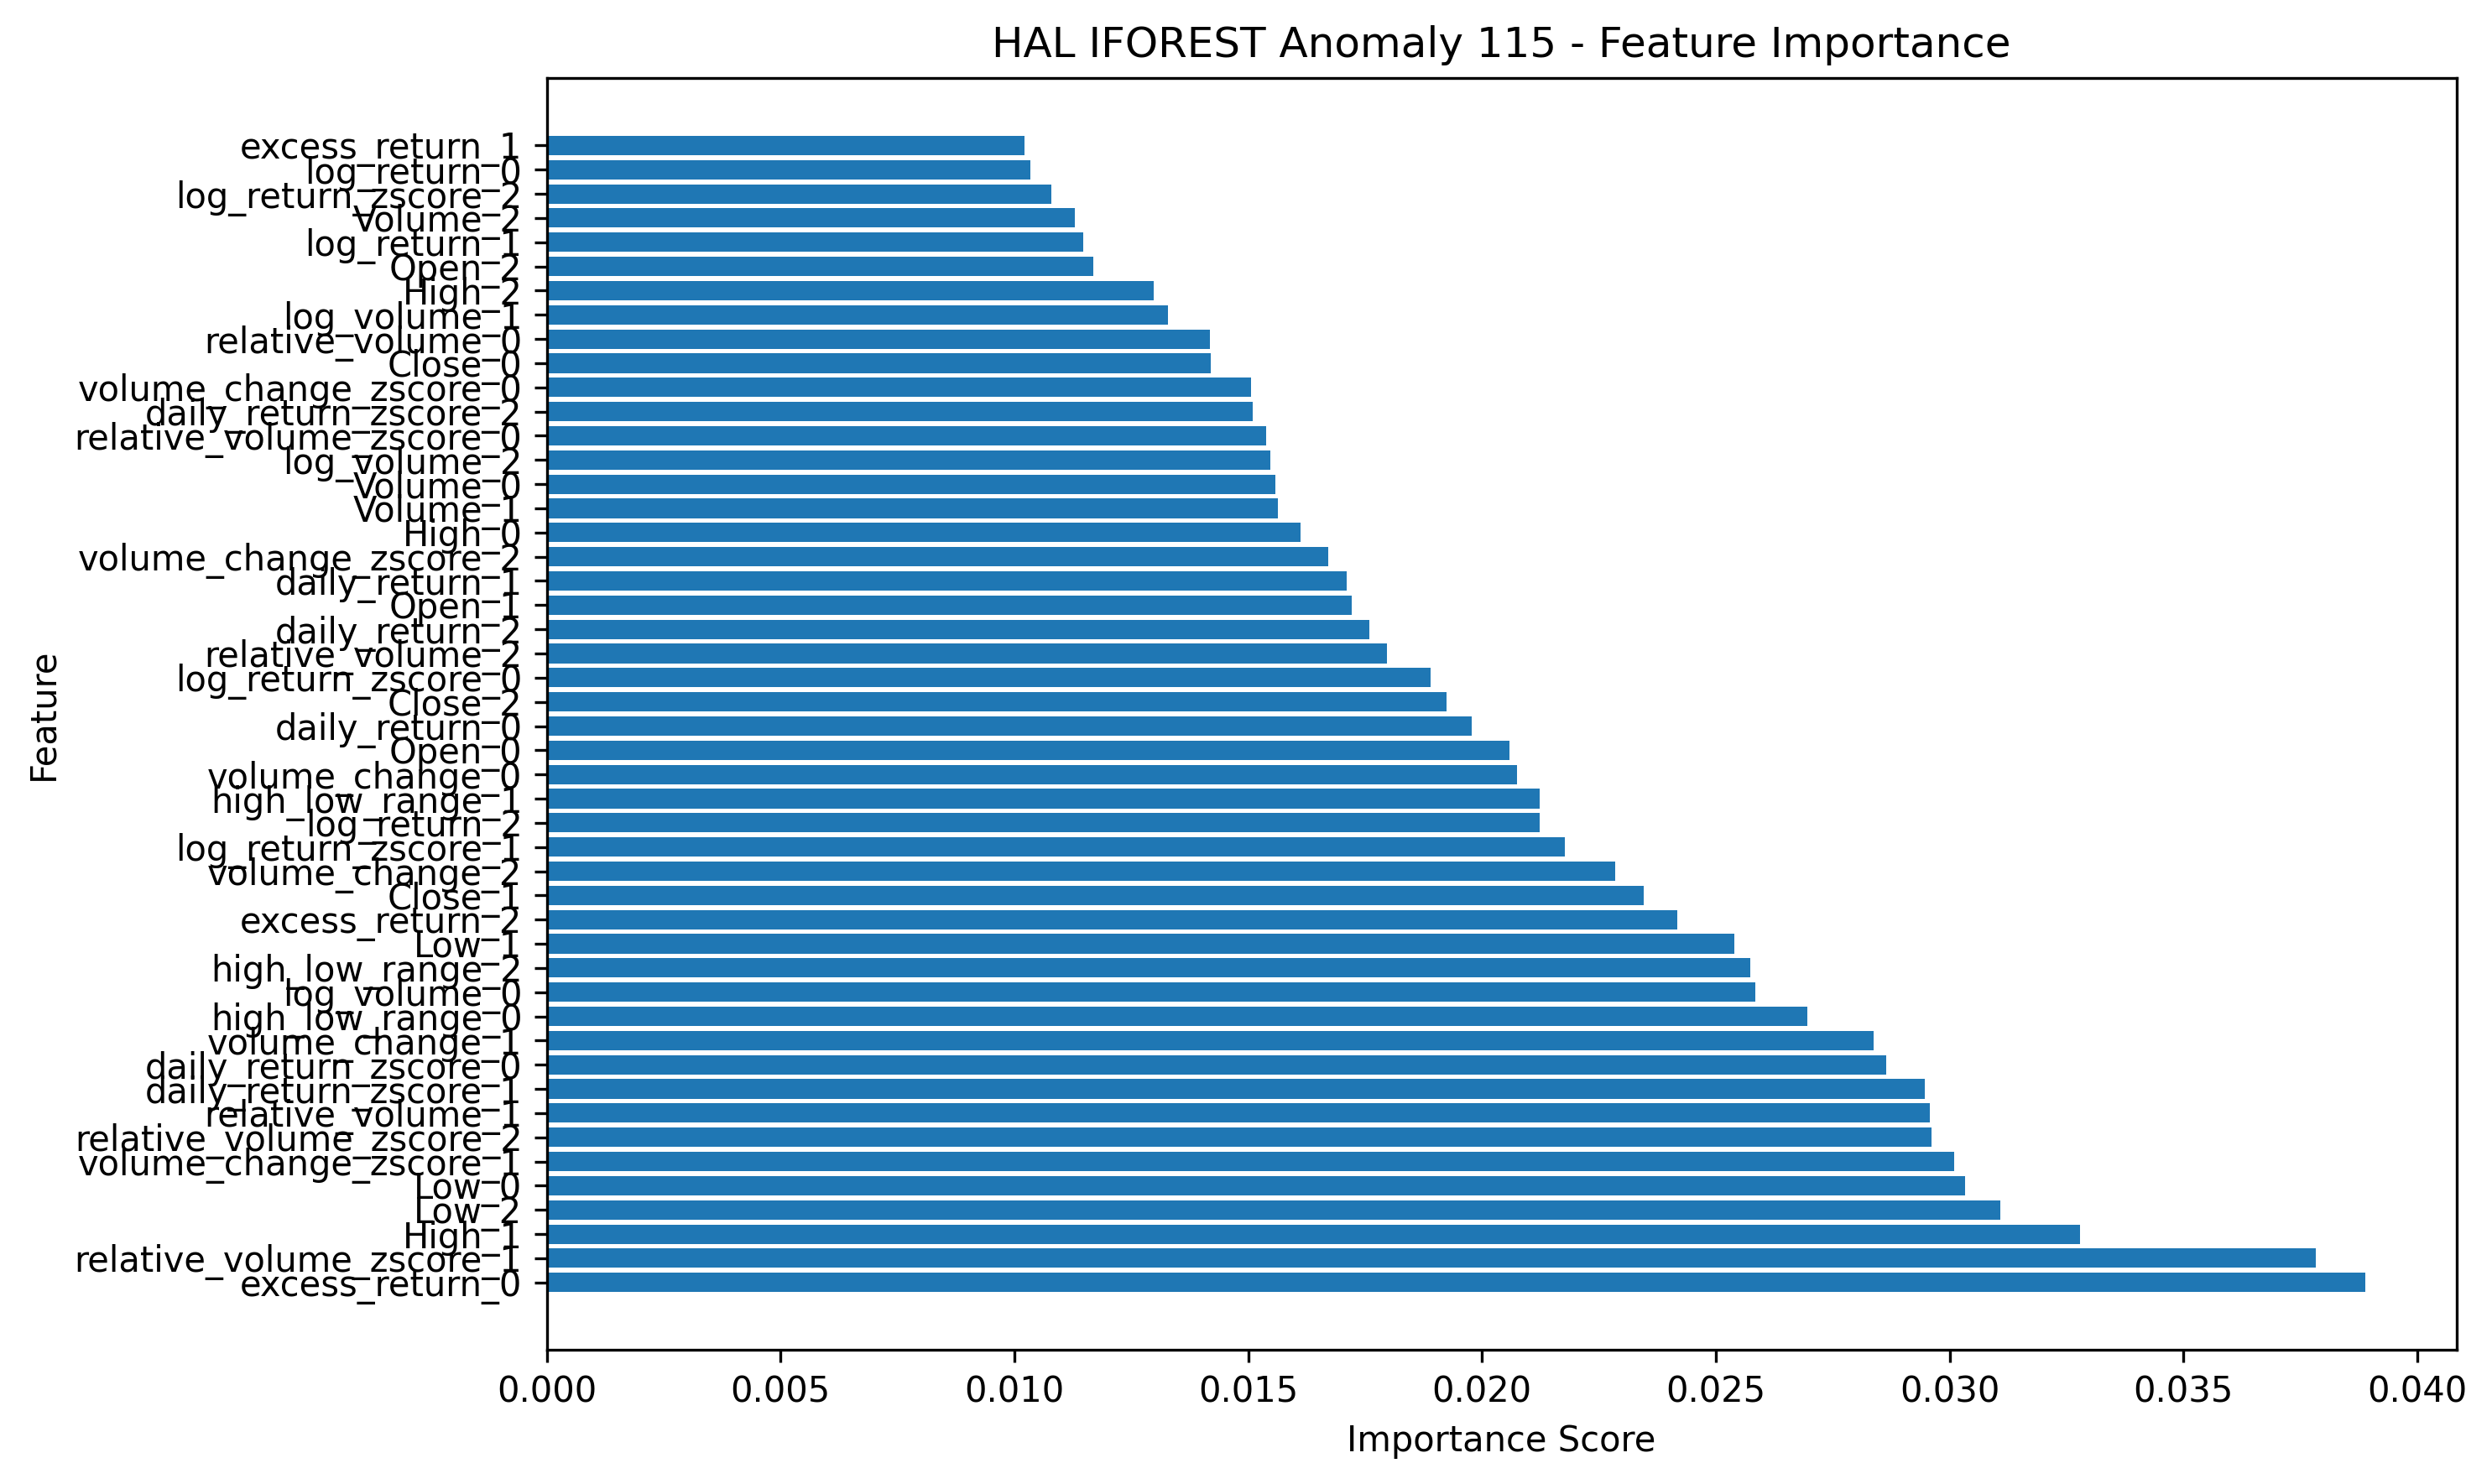 HAL IFOREST Anomaly 115 - Feature Importance
excess_return_1
log_return_0
log_return_zscore_2
Volume_2
log_return_1
Open_2
High_2
log_volume_1
relative_volume_0
Close_0
volume_change_zscore_0
daily_return_zscore_2
relative_volume_zscore_0
log_volume_2
Volume_0
Volume_1
High_0
volume_change_zscore_2
daily_return_1
Open_1
daily_return_2
relative_volume_2
log_return_zscore_0
Close_2
daily_return_0
Open_0
volume_change_0
high_low_range_1
log_return_2
log_return_zscore_1
volume_change_2
Close_1
excess_return_2
Low_1
high_low_range_2
log_volume_0
high_low_range_0
volume_change_1
daily_return_zscore_0
daily_return_zscore_1
relative_volume_1
relative_volume_zscore_2
volume_change_zscore_1
Low_0
Low_2
High_1
relative_volume_zscore_1
excess_return_0
Feature
0.000 0.005 0.010 0.015 0.020 0.025 0.030 0.035 0.040
Importance Score